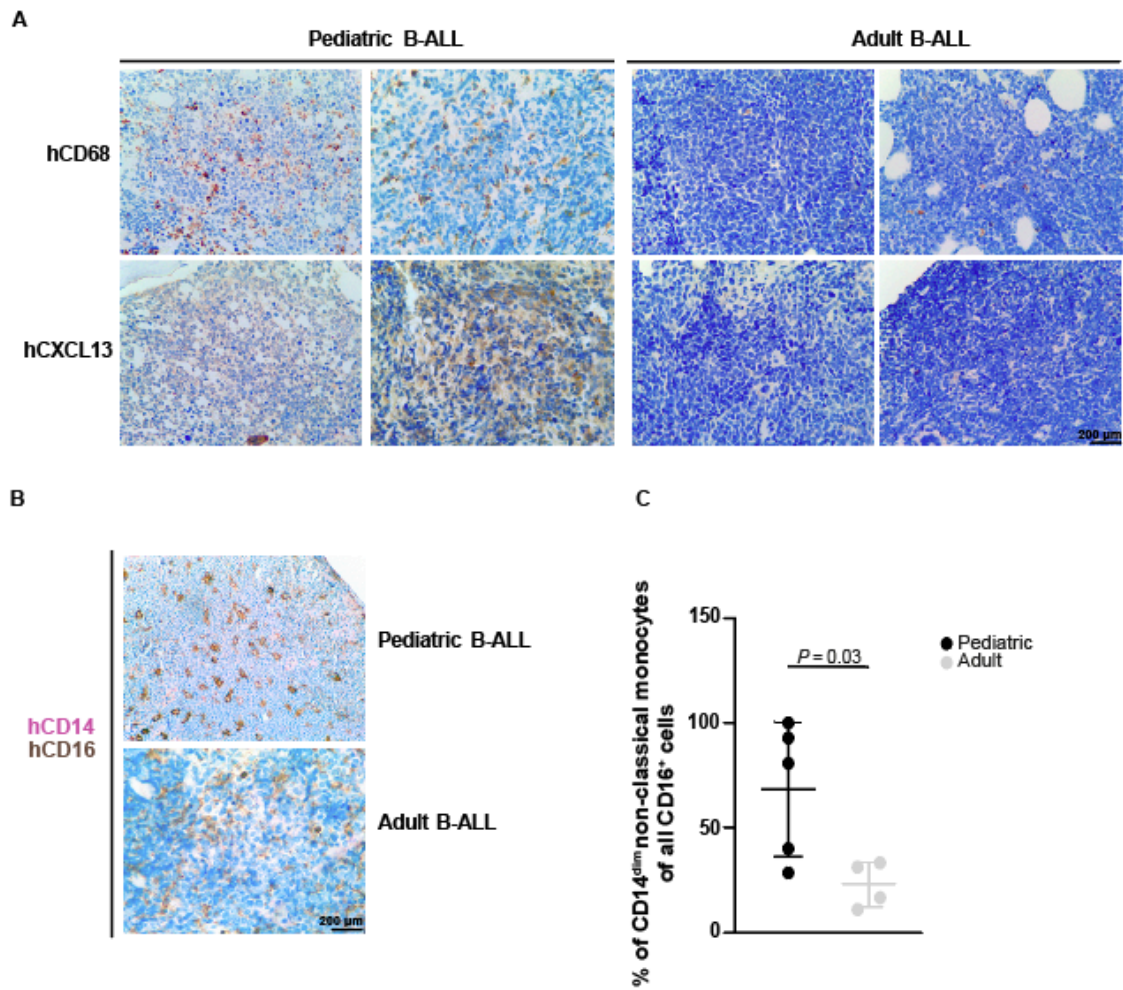 A
Pediatric B-ALL
Adult B-ALL
hCD68
hCXCL13
200 µm
B
C
hCD14
hCD16
Pediatric B-ALL
Adult B-ALL
200 µm
% of CD14dim non-classical monocytes
of all CD16+ cells
150
100
50
0
P = 0.03
Pediatric
Adult